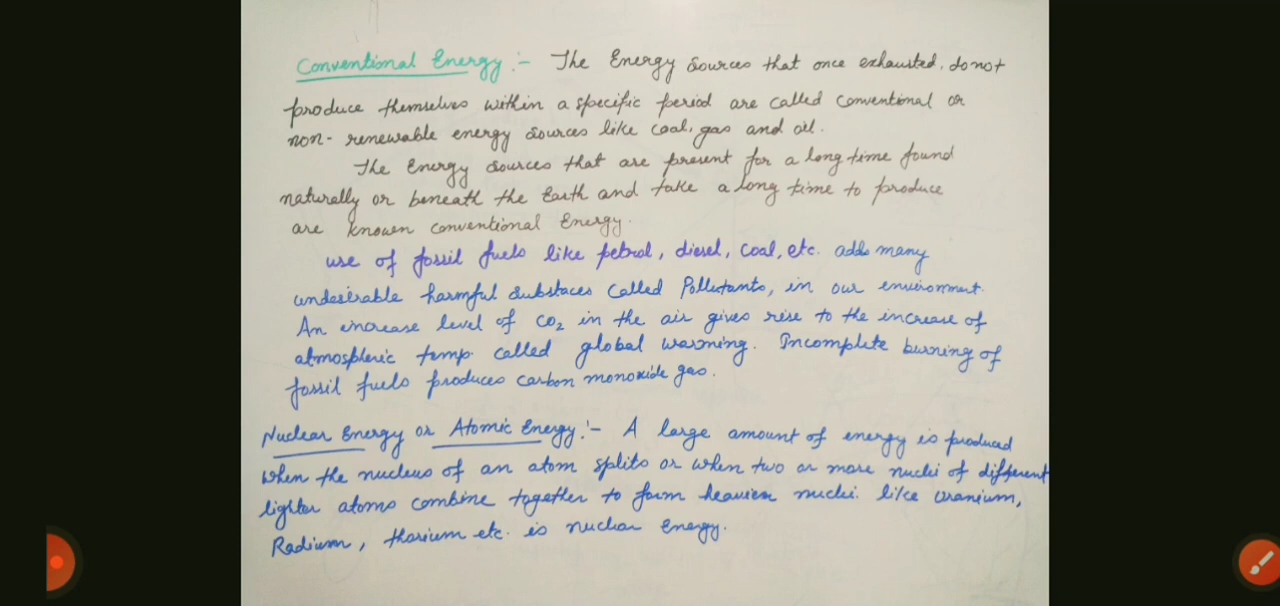 Conventional Energy :- The Energy sources that once exhausted, do not
produce themselves within a specific period are called conventional or
non-renewable energy sources like coal, gas and oil.
The Energy sources that are present for a long time found
naturally or beneath the Earth and take a long time to produce
are known conventional Energy.
use of fossil fuels like petrol, diesel, coal, etc. adds many
undesirable harmful substaces called Pollutants, in our environment.
An increase level of CO2 in the air gives rise to the increase of
atmospheric temp. called global warming. Incomplete burning of
fossil fuels produces carbon monoxide gas.
Nuclear Energy or Atomic Energy :- A large amount of energy is produced
when the nucleus of an atom splits or when two or more nuclei of different
lighter atoms combine together to form heavier nuclei. like uranium,
Radium, thorium etc. is nuclear Energy.